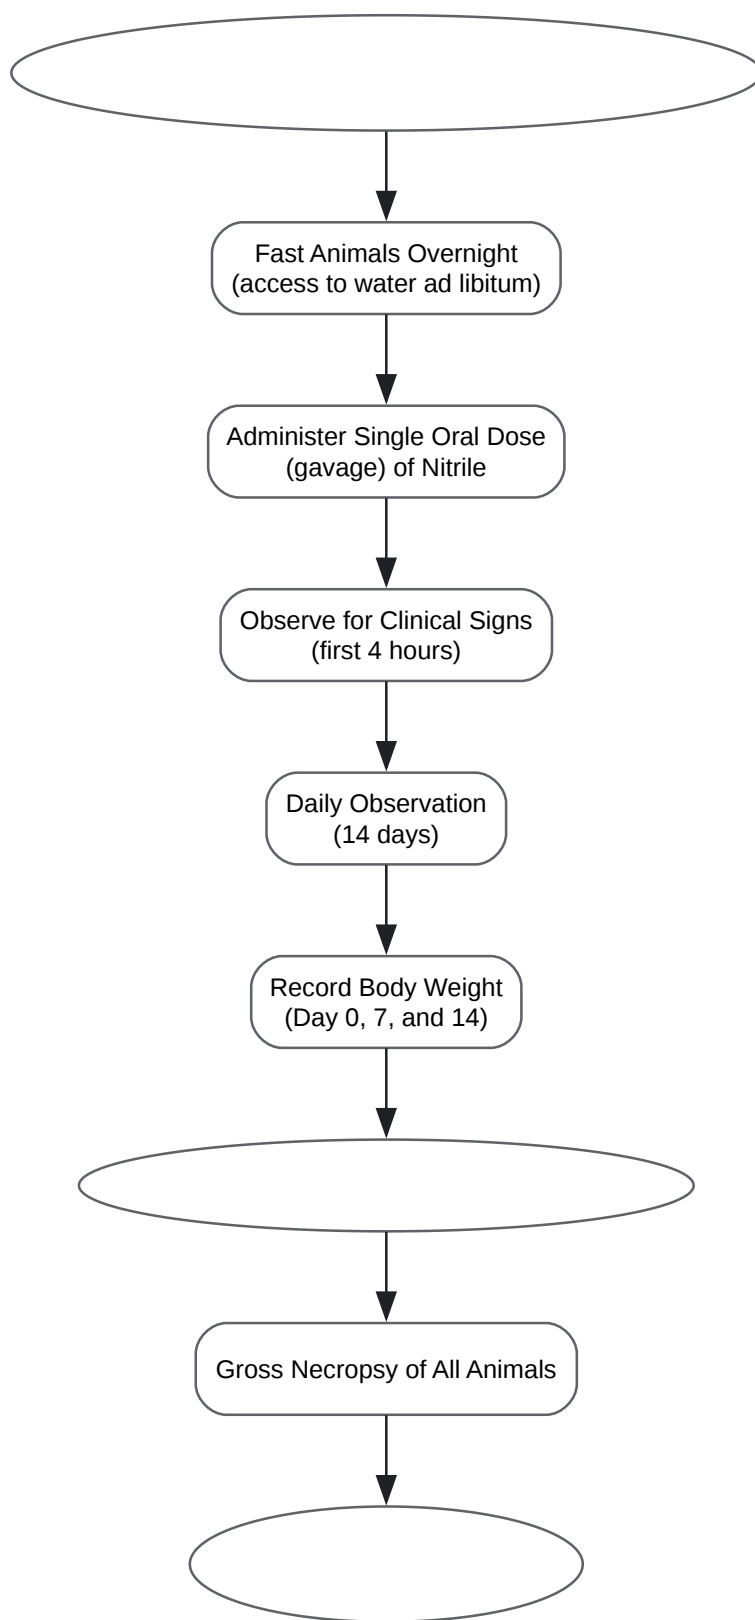 Fast Animals Overnight
(access to water ad libitum)
Administer Single Oral Dose
(gavage) of Nitrile
Observe for Clinical Signs
(first 4 hours)
Daily Observation
(14 days)
Record Body Weight
(Day 0, 7, and 14)
Gross Necropsy of All Animals